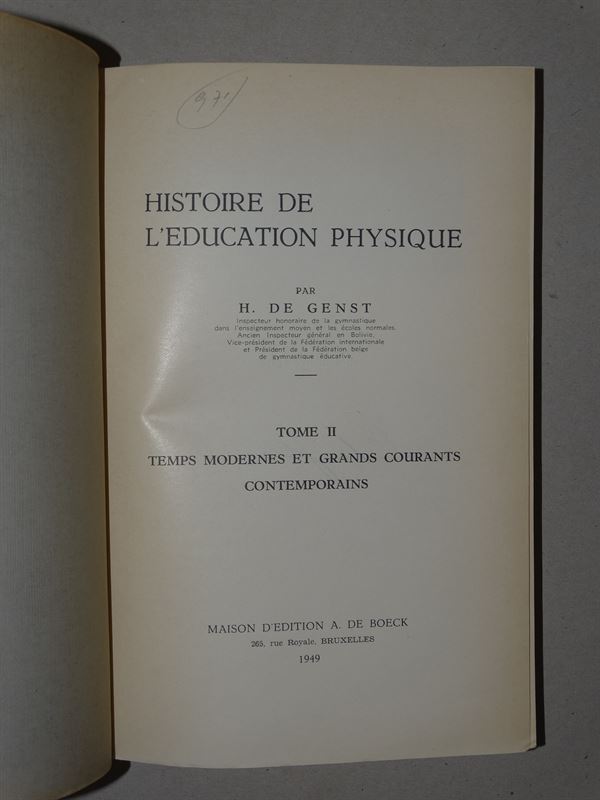 HISTOIRE DE
L'EDUCATION PHYSIQUE
PAR
H. DE GENST
Inspecteur honoraire de la gymnastique
dans l'enseignement moyen et les écoles normales.
Ancien Inspecteur général en Bolivie.
Vice-président de la Fédération internationale
et Président de la Fédération belge
de gymnastique éducative.
TOME II
TEMPS MODERNES ET GRANDS COURANTS
CONTEMPORAINS
MAISON D'EDITION A. DE BOECK
265, rue Royale, BRUXELLES
1949